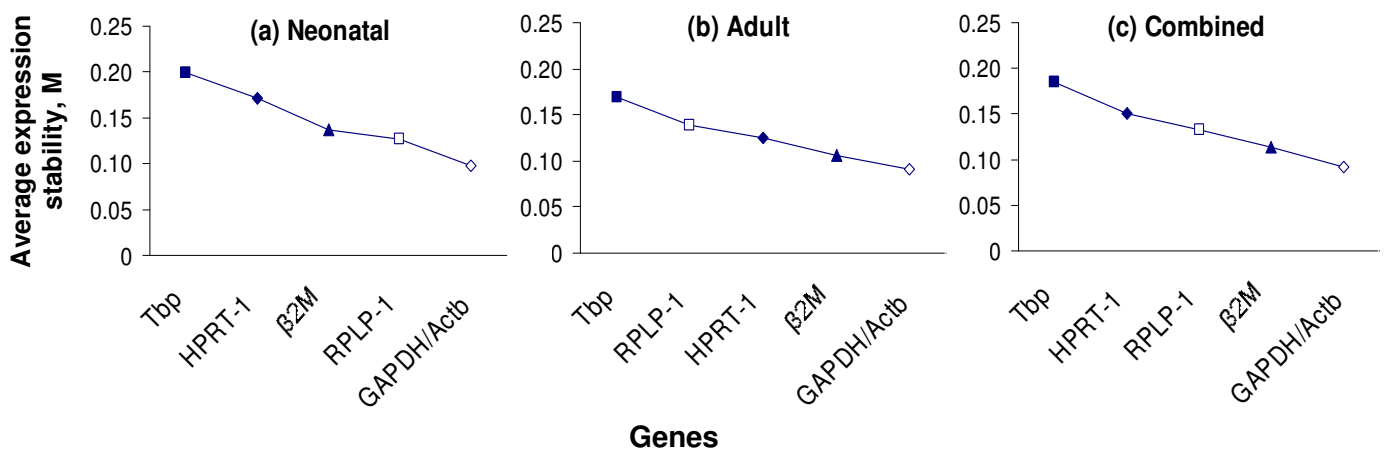 Average expression
stability, M
(a) Neonatal
0.25
0.20
0.15
0.10
0.05
0
Tbp
HPRT-1
β2M
RPLP-1
GAPDH/Actb
(b) Adult
0.25
0.20
0.15
0.10
0.05
0
Tbp
RPLP-1
HPRT-1
β2M
GAPDH/Actb
(c) Combined
0.25
0.20
0.15
0.10
0.05
0
Tbp
HPRT-1
RPLP-1
β2M
GAPDH/Actb
Genes